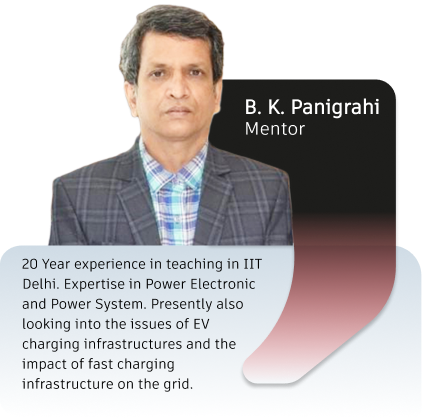 B. K. Panigrahi
Mentor
20 Year experience in teaching in IIT
Delhi. Expertise in Power Electronic
and Power System. Presently also
looking into the issues of EV
charging infrastructures and the
impact of fast charging
infrastructure on the grid.